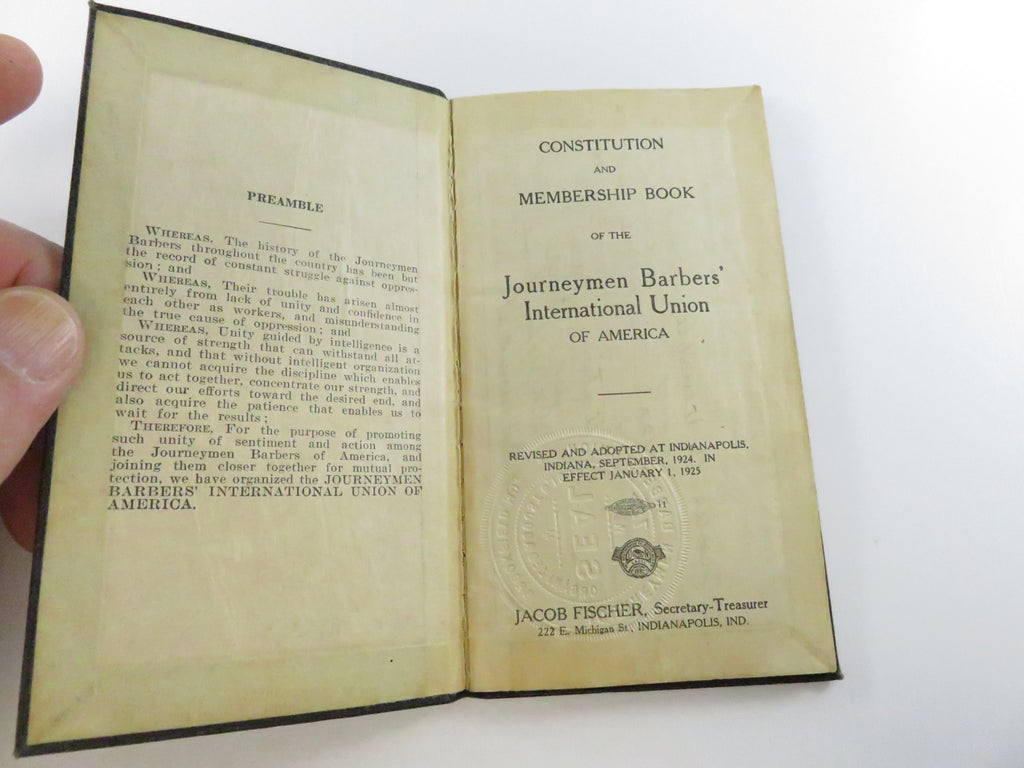 PREAMBLE
WHEREAS, The history of the Journeymen
Barbers throughout the country has been but
the record of constant struggle against oppres-
sion; and
WHEREAS, Their trouble has arisen almost
entirely from lack of unity and confidence in
each other as workers, and misunderstanding
the true cause of oppression; and
WHEREAS, Unity guided by intelligence is a
source of strength that can withstand all at-
tacks, and that without intelligent organization
we cannot acquire the discipline which enables
us to act together, concentrate our strength, and
direct our efforts toward the desired end, and
also acquire the patience that enables us to
wait for the results;
THEREFORE, For the purpose of promoting
such unity of sentiment and action among
the Journeymen Barbers of America, and
joining them closer together for mutual pro-
tection, we have organized the JOURNEYMEN
BARBERS' INTERNATIONAL UNION OF
AMERICA.
CONSTITUTION
AND
MEMBERSHIP BOOK
OF THE
Journeymen Barbers'
International Union
OF AMERICA
REVISED AND ADOPTED AT INDIANAPOLIS,
INDIANA, SEPTEMBER, 1924. IN
EFFECT JANUARY 1, 1925
11
SEAL
JACOB FISCHER, Secretary-Treasurer
222 E. Michigan St., INDIANAPOLIS, IND.